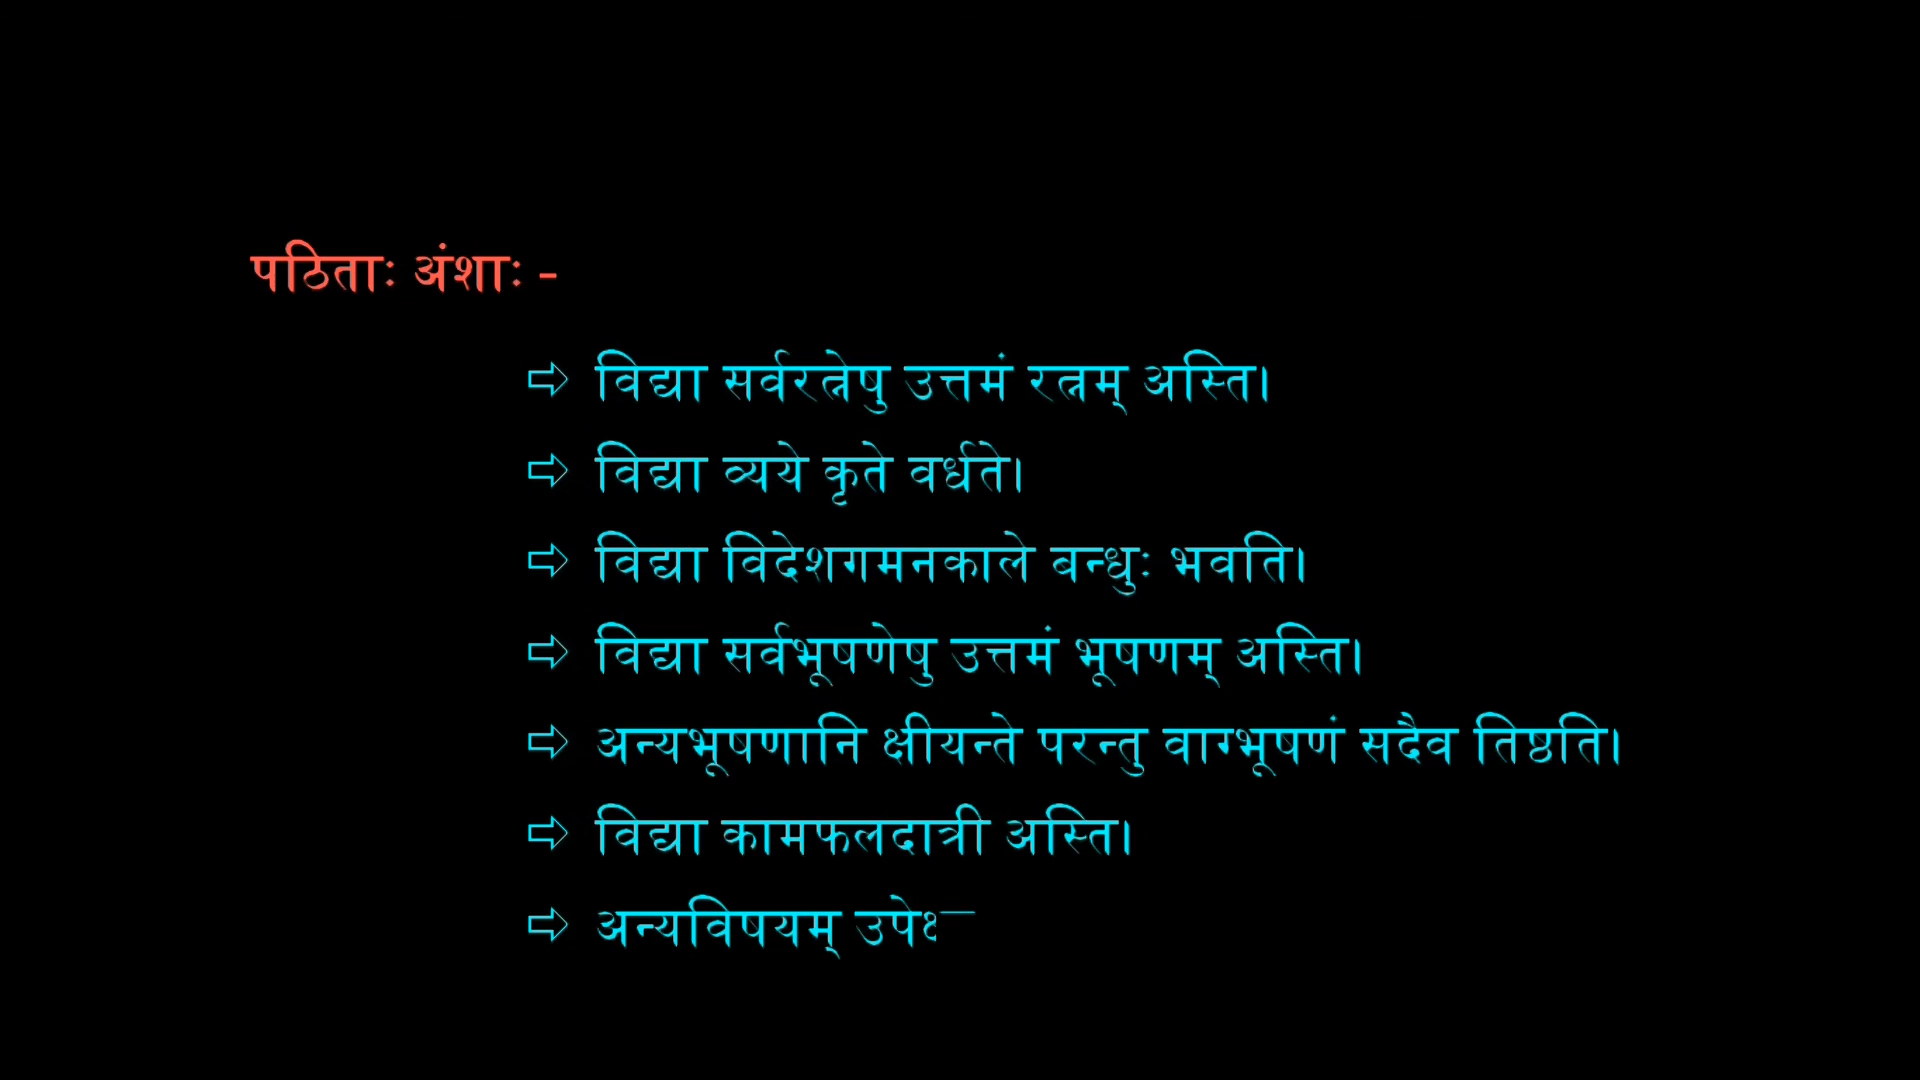 पठिताः अंशाः -
⇨ विद्या सर्वरत्नेषु उत्तमं रत्नम् अस्ति।
⇨ विद्या व्यये कृते वर्धते।
⇨ विद्या विदेशगमनकाले बन्धुः भवति।
⇨ विद्या सर्वभूषणेषु उत्तमं भूषणम् अस्ति।
⇨ अन्यभूषणानि क्षीयन्ते परन्तु वाग्भूषणं सदैव तिष्ठति।
⇨ विद्या कामफलदात्री अस्ति।
⇨ अन्यविषयम्